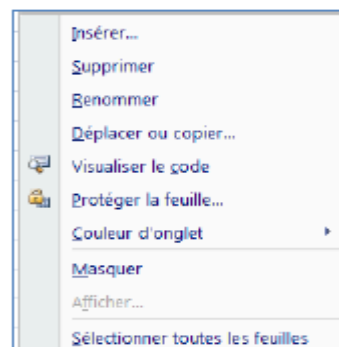 Insérer...
Supprimer
Renommer
Déplacer ou copier...
Visualiser le code
Protéger la feuille...
Couleur d'onglet
Masquer
Afficher...
Sélectionner toutes les feuilles